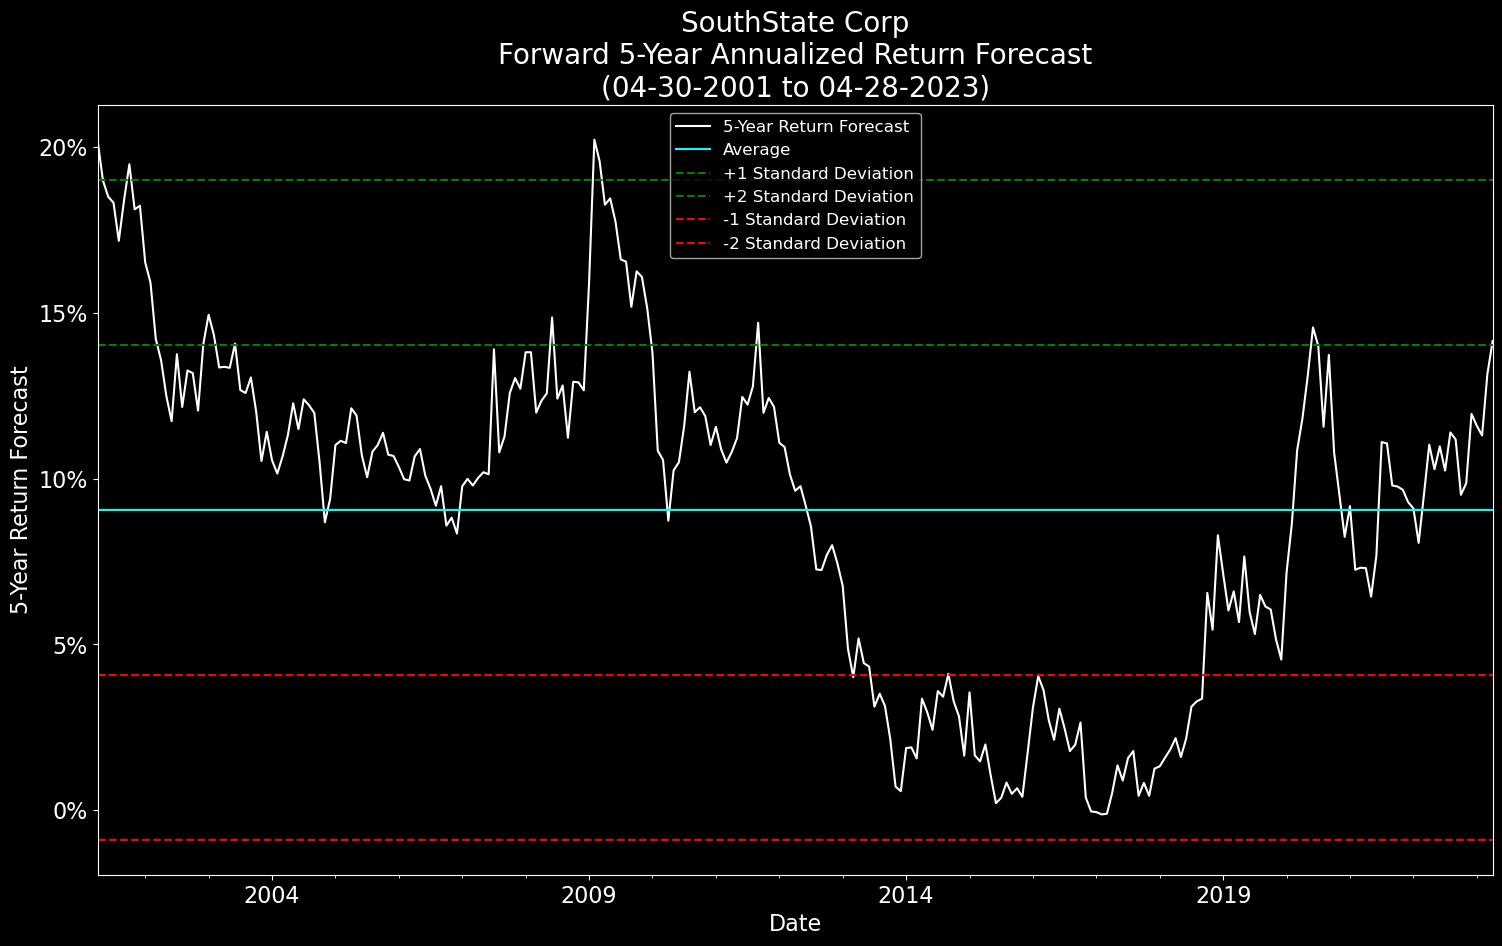 SouthState Corp
Forward 5-Year Annualized Return Forecast
(04-30-2001 to 04-28-2023)
5-Year Return Forecast
Average
+1 Standard Deviation
+2 Standard Deviation
-1 Standard Deviation
-2 Standard Deviation
20%
15%
10%
5%
0%
5-Year Return Forecast
2004
2009
2014
2019
Date